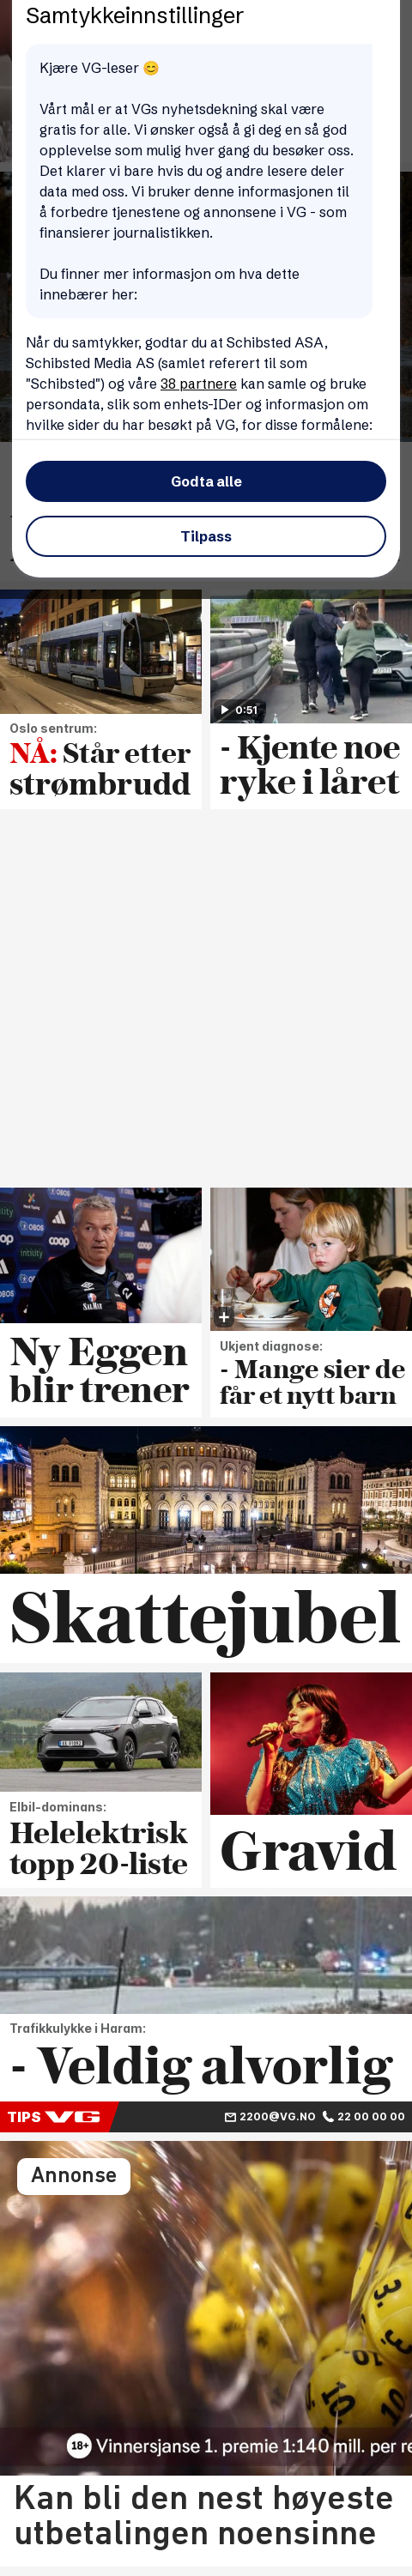 Samtykkeinnstillinger
Kjære VG-leser 😊
Vårt mål er at VGs nyhetsdekning skal være
gratis for alle. Vi ønsker også å gi deg en så god
opplevelse som mulig hver gang du besøker oss.
Det klarer vi bare hvis du og andre lesere deler
data med oss. Vi bruker denne informasjonen til
å forbedre tjenestene og annonsene i VG - som
finansierer journalistikken.
Du finner mer informasjon om hva dette
innebærer her:
Når du samtykker, godtar du at Schibsted ASA,
Schibsted Media AS (samlet referert til som
"Schibsted") og våre 38 partnere kan samle og bruke
persondata, slik som enhets-IDer og informasjon om
hvilke sider du har besøkt på VG, for disse formålene:
Godta alle
Tilpass
0:51
Oslo sentrum:
NÅ: Står etter
strømbrudd
- Kjente noe
ryke i låret
Ny Eggen
blir trener
Ukjent diagnose:
- Mange sier de
får et nytt barn
Skattejubel
Elbil-dominans:
Helelektrisk
topp 20-liste
Gravid
Trafikkulykke i Haram:
- Veldig alvorlig
TIPS VG 2200@VG.NO 22 00 00 00
Annonse
18+ Vinnersjanse 1. premie 1:140 mill. per re
Kan bli den nest høyeste
utbetalingen noensinne